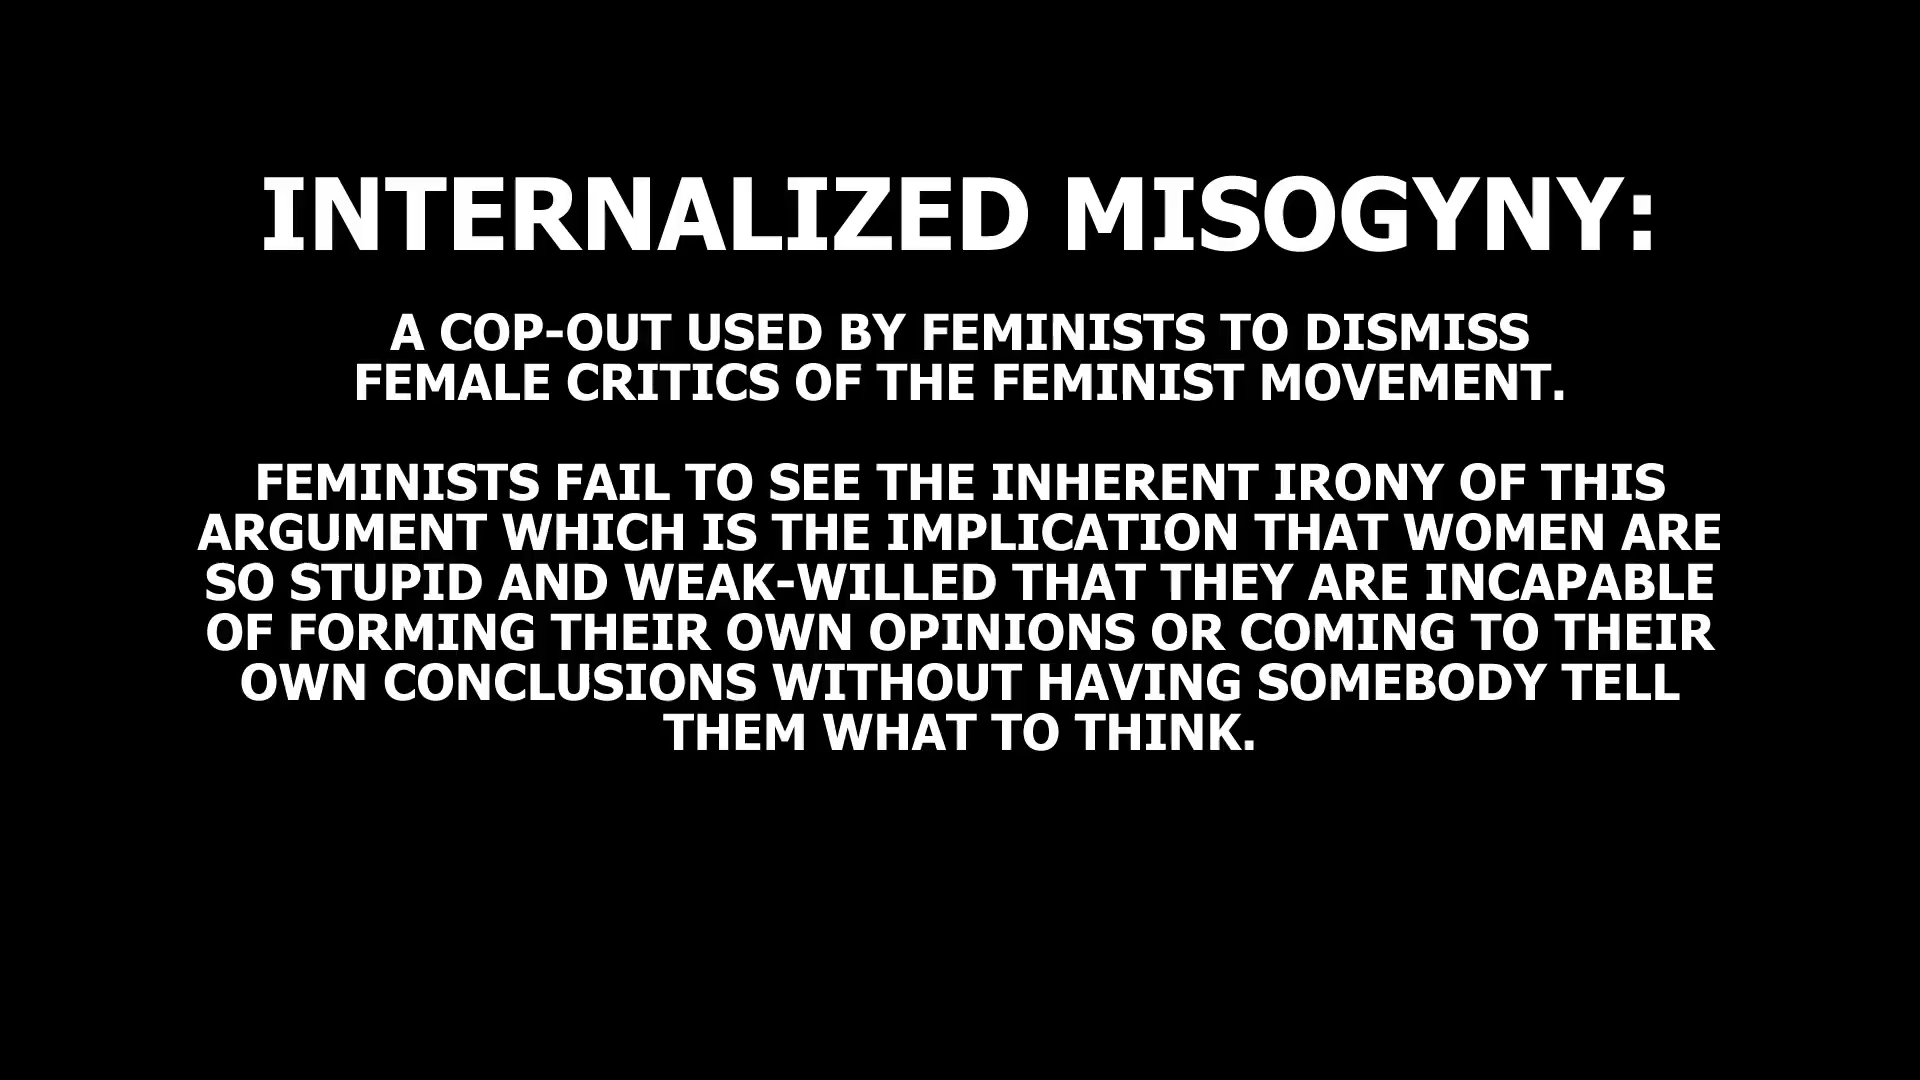 INTERNALIZED MISOGYNY:
A COP-OUT USED BY FEMINISTS TO DISMISS
FEMALE CRITICS OF THE FEMINIST MOVEMENT.
FEMINISTS FAIL TO SEE THE INHERENT IRONY OF THIS
ARGUMENT WHICH IS THE IMPLICATION THAT WOMEN ARE
SO STUPID AND WEAK-WILLED THAT THEY ARE INCAPABLE
OF FORMING THEIR OWN OPINIONS OR COMING TO THEIR
OWN CONCLUSIONS WITHOUT HAVING SOMEBODY TELL
THEM WHAT TO THINK.